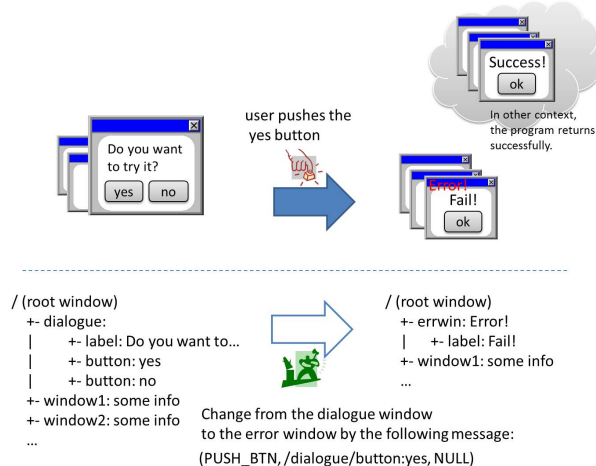 Success!
ok
In other context,
the program returns
successfully.
user pushes the
yes button
Do you want
to try it?
yes no
Error!
Fail!
ok
/ (root window)
+- dialogue:
| +- label: Do you want to...
| +- button: yes
| +- button: no
+- window1: some info
+- window2: some info
...
/ (root window)
+- errwin: Error!
| +- label: Fail!
+- window1: some info
...
Change from the dialogue window
to the error window by the following message:
(PUSH_BTN, /dialogue/button:yes, NULL)